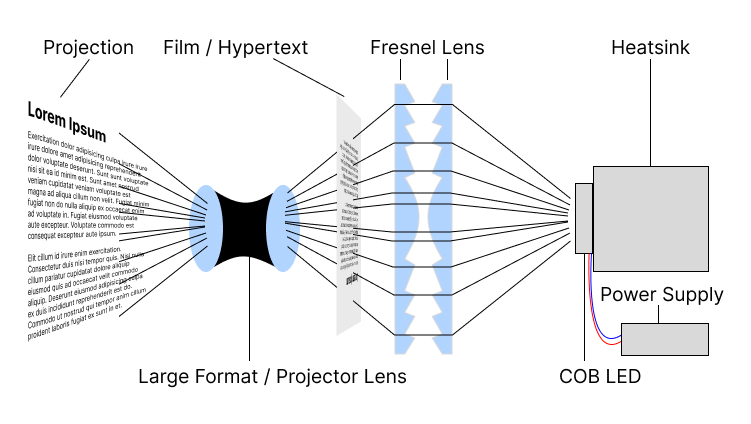 Projection
Film / Hypertext
Fresnel Lens
Heatsink
Lorem Ipsum
Exercitation dolor adipisicing culpa irure irure
irure dolore amet adipisicing reprehenderit
dolor voluptate deserunt. Sunt sunt voluptate
nisi sit ea id minim est. Sunt amet nostrud
veniam cupidatat veniam voluptate est
magna ad aliqua cillum non velit. Fugiat minim
fugiat non do nulla aliquip ex occaecat enim
ad voluptate in. Fugiat eiusmod voluptate
aute excepteur. Voluptate commodo est
consequat excepteur aute ipsum.
Elit cillum id irure enim exercitation.
Consectetur duis nisi tempor quis. Nisi nulla
cillum pariatur cupidatat dolore aliquip
eiusmod quis ad occaecat velit commodo
aliquip. Deserunt eiusmod adipisicing culpa
ex duis incididunt reprehenderit est do.
Commodo ut nostrud qui tempor anim cillum
proident laboris fugiat ex sunt in et.
Power Supply
Large Format / Projector Lens
COB LED